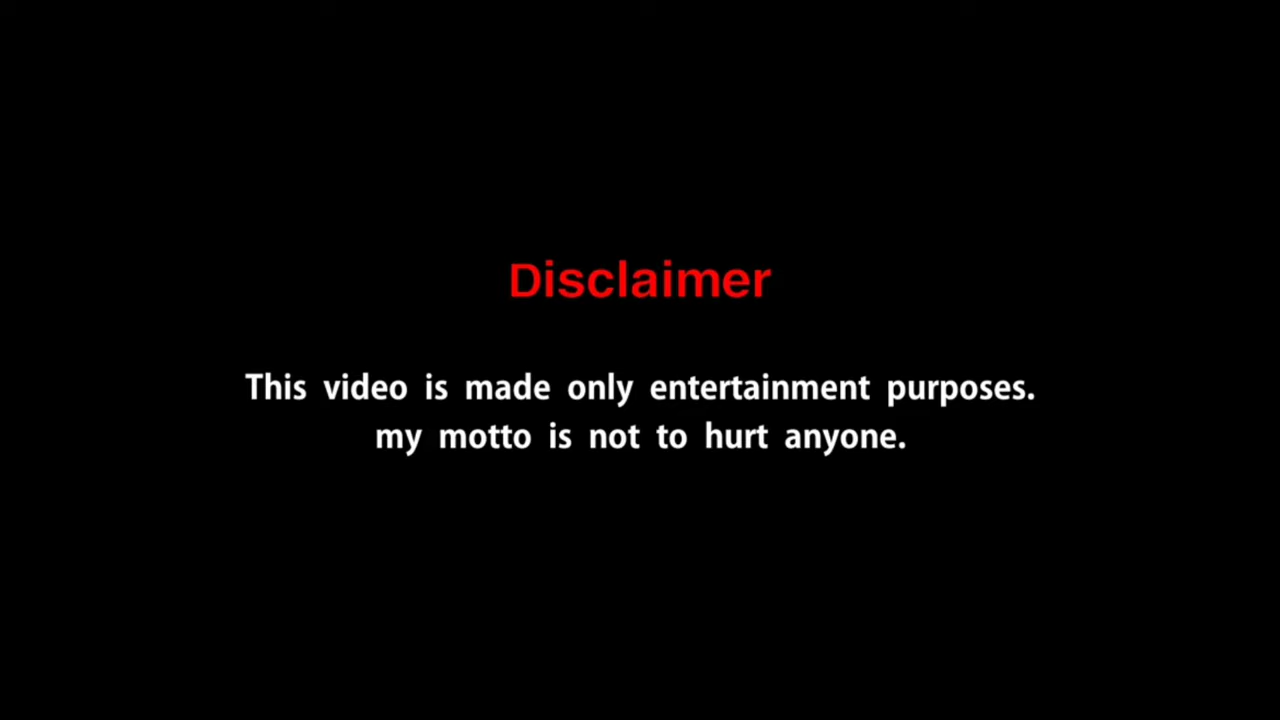 Disclaimer
This video is made only entertainment purposes.
my motto is not to hurt anyone.